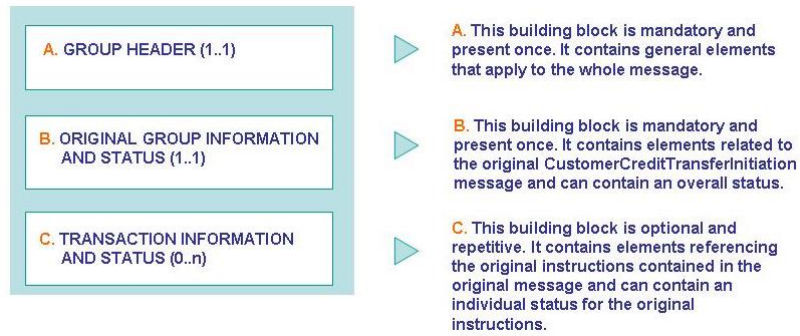 A. GROUP HEADER (1..1)
A. This building block is mandatory and
present once. It contains general elements
that apply to the whole message.
B. ORIGINAL GROUP INFORMATION
AND STATUS (1..1)
B. This building block is mandatory and
present once. It contains elements related to
the original CustomerCreditTransferInitiation
message and can contain an overall status.
C. TRANSACTION INFORMATION
AND STATUS (0..n)
C. This building block is optional and
repetitive. It contains elements referencing
the original instructions contained in the
original message and can contain an
individual status for the original
instructions.